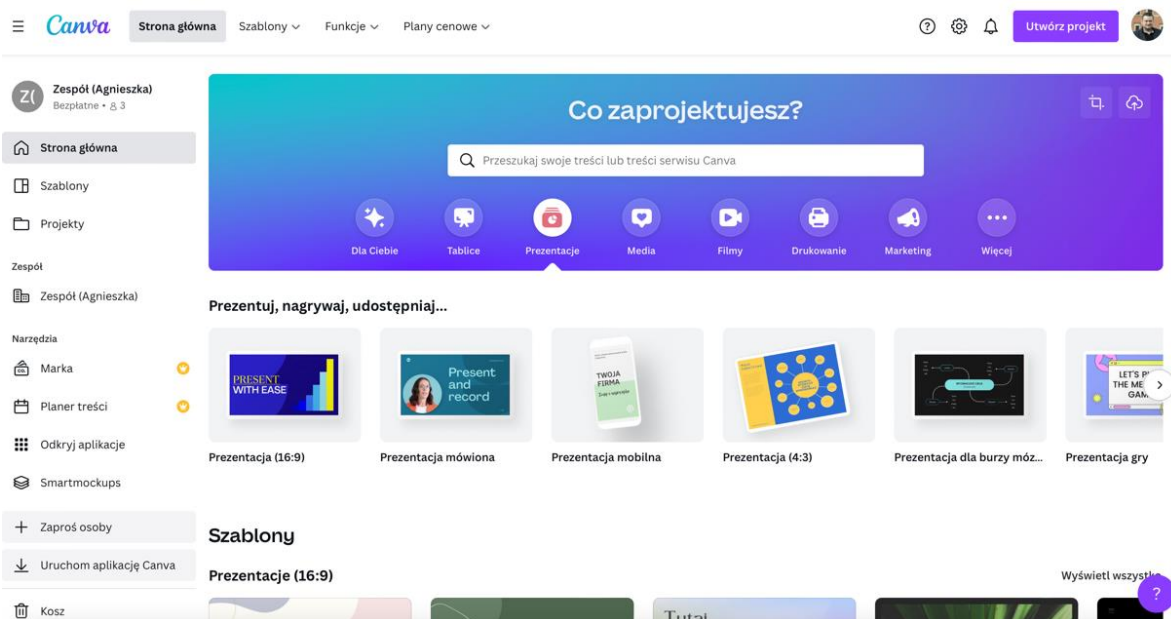 Canva
Strona główna
Szablony
Funkcje
Plany cenowe
Utwórz projekt
Z(
Zespół (Agnieszka)
Bezpłatne • 3
Strona główna
Szablony
Projekty
Zespół
Zespół (Agnieszka)
Narzędzia
Marka
Planer treści
Odkryj aplikacje
Smartmockups
Zaproś osoby
Uruchom aplikację Canva
Kosz
Co zaprojektujesz?
Przeszukaj swoje treści lub treści serwisu Canva
Dla Ciebie
Tablice
Prezentacje
Media
Filmy
Drukowanie
Marketing
Więcej
Prezentuj, nagrywaj, udostępniaj...
PRESENT
WITH EASE
Present
and
record
TWOJA
FIRMA
LET'S
THE
Prezentacja (16:9)
Prezentacja mówiona
Prezentacja mobilna
Prezentacja (4:3)
Prezentacja dla burzy móz...
Prezentacja gry
Szablony
Prezentacje (16:9)
Wyświetl wszystko
Tutaj
?